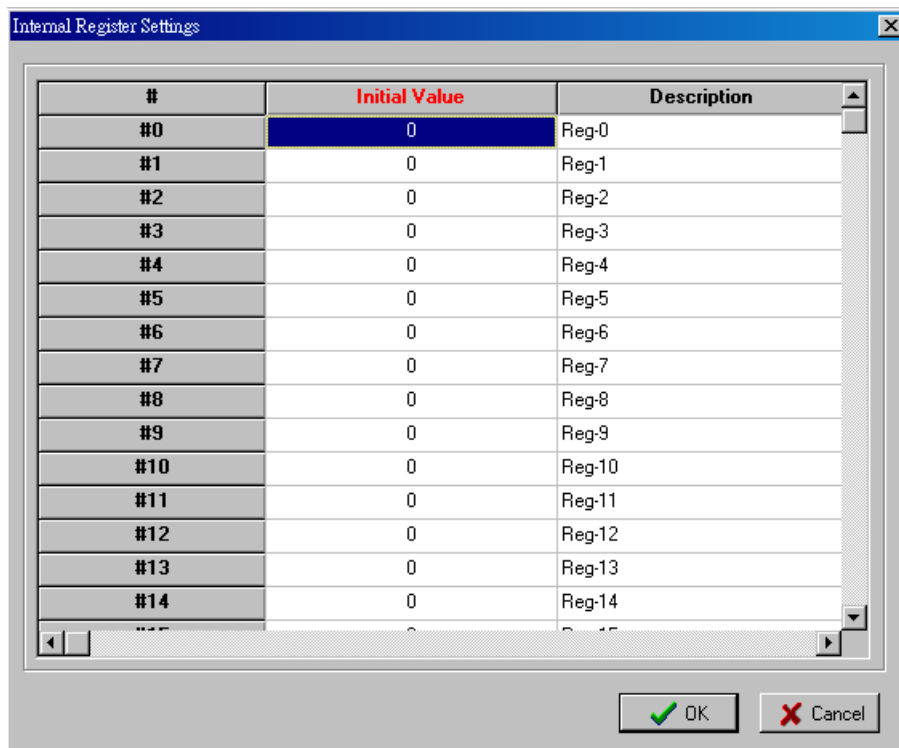 Internal Register Settings
# Initial Value Description
#0 0 Reg-0
#1 0 Reg-1
#2 0 Reg-2
#3 0 Reg-3
#4 0 Reg-4
#5 0 Reg-5
#6 0 Reg-6
#7 0 Reg-7
#8 0 Reg-8
#9 0 Reg-9
#10 0 Reg-10
#11 0 Reg-11
#12 0 Reg-12
#13 0 Reg-13
#14 0 Reg-14
OK Cancel